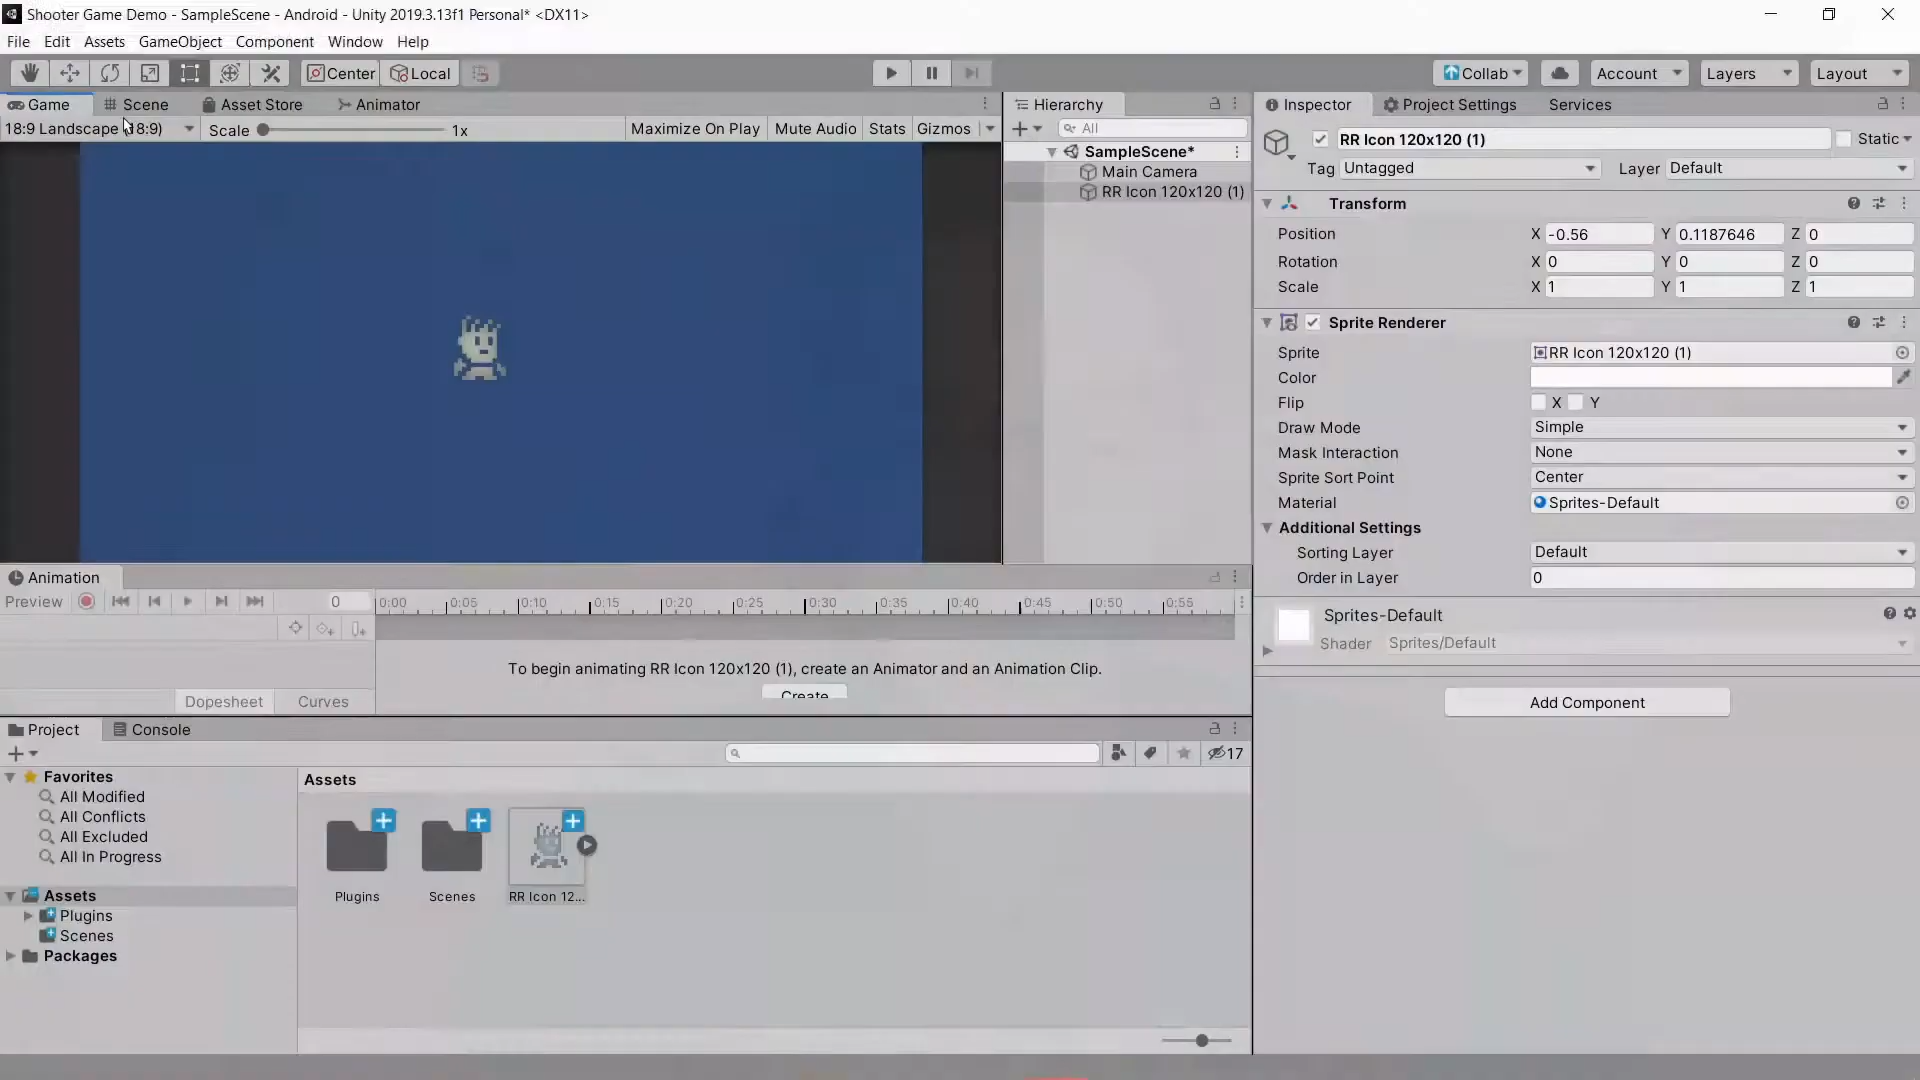 Shooter Game Demo - SampleScene - Android - Unity 2019.3.13f1 Personal* <DX11>
File Edit Assets GameObject Component Window Help
Center Local Collab Account Layers Layout
Game Scene Asset Store Animator
18:9 Landscape 18:9) Scale 1x Maximize On Play Mute Audio Stats Gizmos
Hierarchy
All
SampleScene*
Main Camera
RR Icon 120x120 (1)
Inspector Project Settings Services
RR Icon 120x120 (1) Static
Tag Untagged Layer Default
Transform
Position X -0.56 Y 0.1187646 Z 0
Rotation X 0 Y 0 Z 0
Scale X 1 Y 1 Z 1
Sprite Renderer
Sprite RR Icon 120x120 (1)
Color
Flip X Y
Draw Mode Simple
Mask Interaction None
Sprite Sort Point Center
Material Sprites-Default
Additional Settings
Sorting Layer Default
Order in Layer 0
Sprites-Default
Shader Sprites/Default
Add Component
Animation
Preview 0 0:00 0:05 0:10 0:15 0:20 0:25 0:30 0:35 0:40 0:45 0:50 0:55
To begin animating RR Icon 120x120 (1), create an Animator and an Animation Clip.
Create
Dopesheet Curves
Project Console
17
Favorites
All Modified
All Conflicts
All Excluded
All In Progress
Assets
Plugins
Scenes
Packages
Assets
Plugins Scenes RR Icon 12...